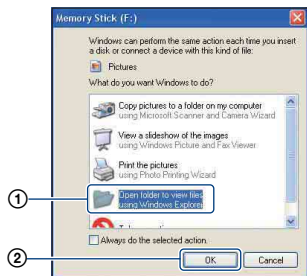 Memory Stick (F:)
Windows can perform the same action each time you insert
a disk or connect a device with this kind of file:
Pictures
What do you want Windows to do?
Copy pictures to a folder on my computer
using Microsoft Scanner and Camera Wizard
View a slideshow of the images
using Windows Picture and Fax Viewer
Print the pictures
using Photo Printing Wizard
① Open folder to view files
using Windows Explorer
Always do the selected action.
② OK Cancel